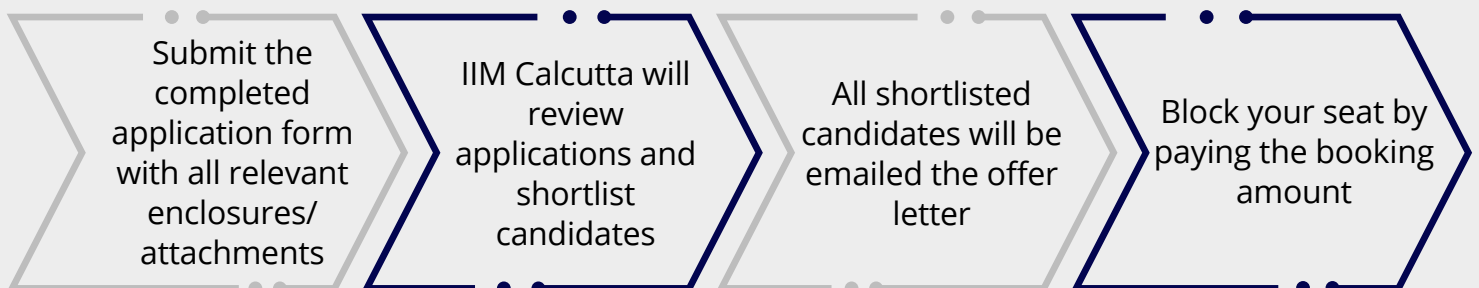 Submit the
completed
application form
with all relevant
enclosures/
attachments
IIM Calcutta will
review
applications and
shortlist
candidates
All shortlisted
candidates will be
emailed the offer
letter
Block your seat by
paying the booking
amount